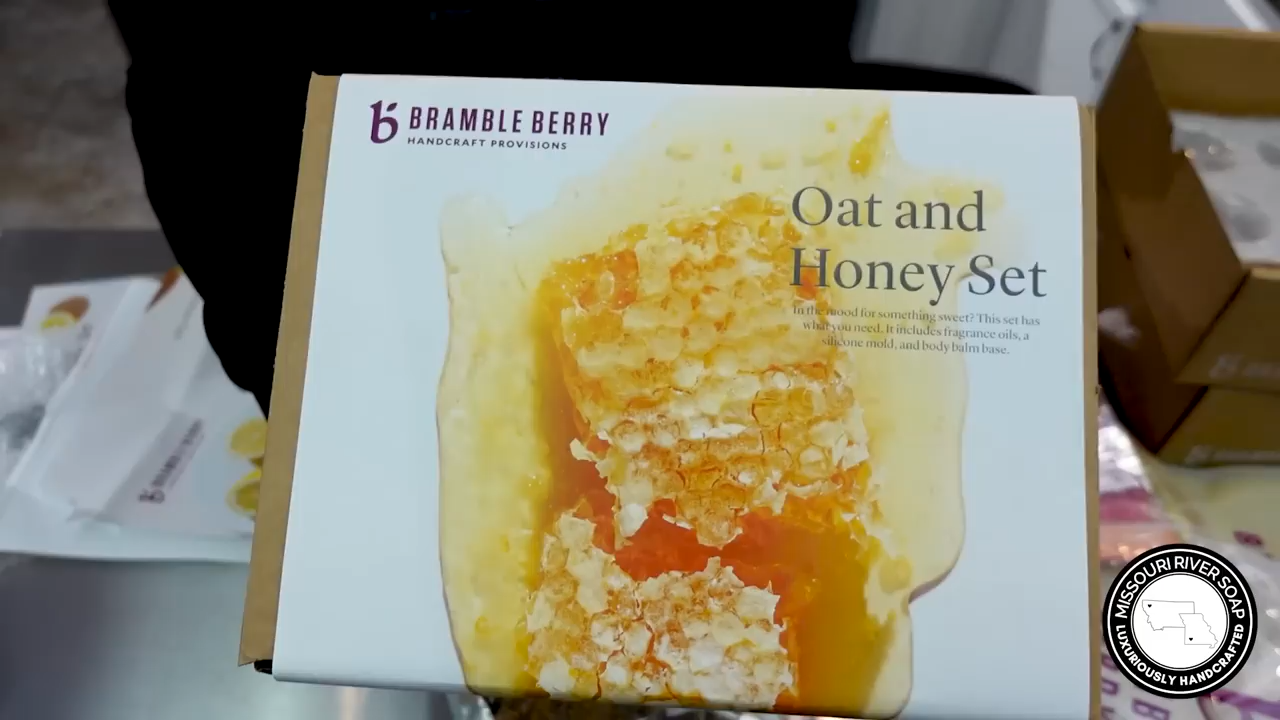 BRAMBLE BERRY
HANDCRAFT PROVISIONS
Oat and
Honey Set
In the mood for something sweet? This set has
what you need. It includes fragrance oils, a
silicone mold, and body balm base.
MISSOURI RIVER SOAP
LUXURIOUSLY HANDCRAFTED